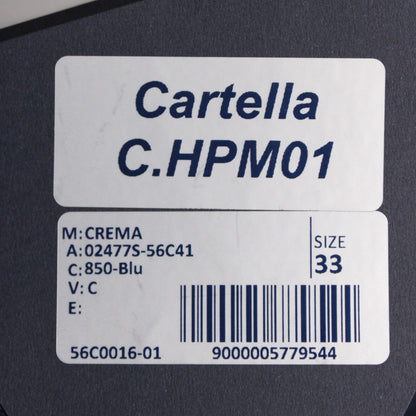 Cartella
C.HPM01
M: CREMA
A: 02477S-56C41
C: 850-Blu
V: C
E:
SIZE
33
56C0016-01
9000005779544